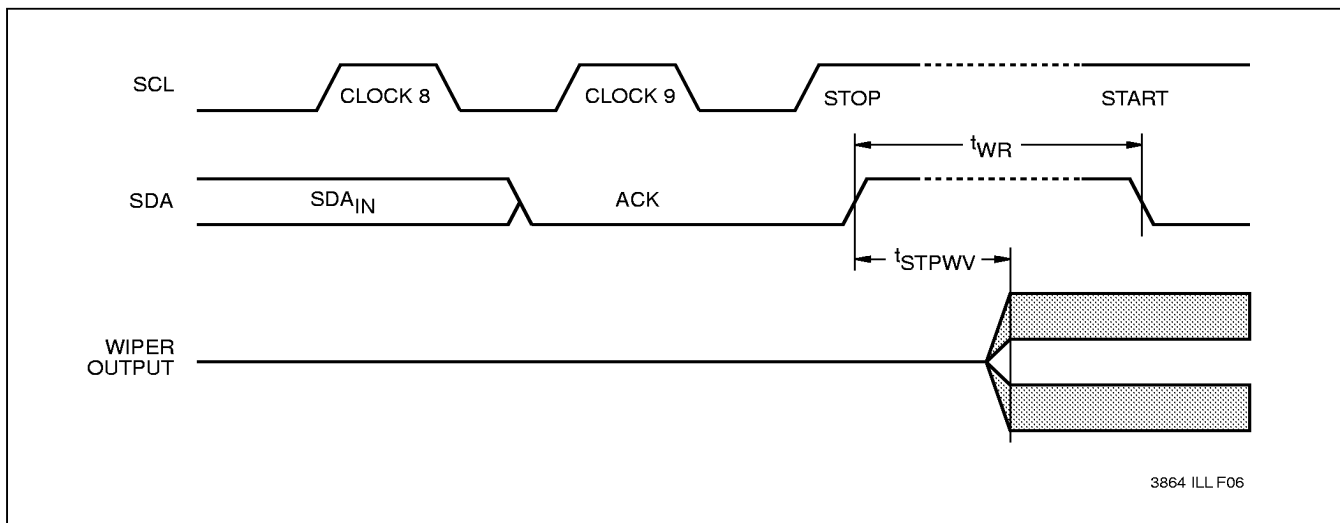 SCL
CLOCK 8
CLOCK 9
STOP
START
tWR
SDA
SDAIN
ACK
tSTPWV
WIPER
OUTPUT
3864 ILL F06